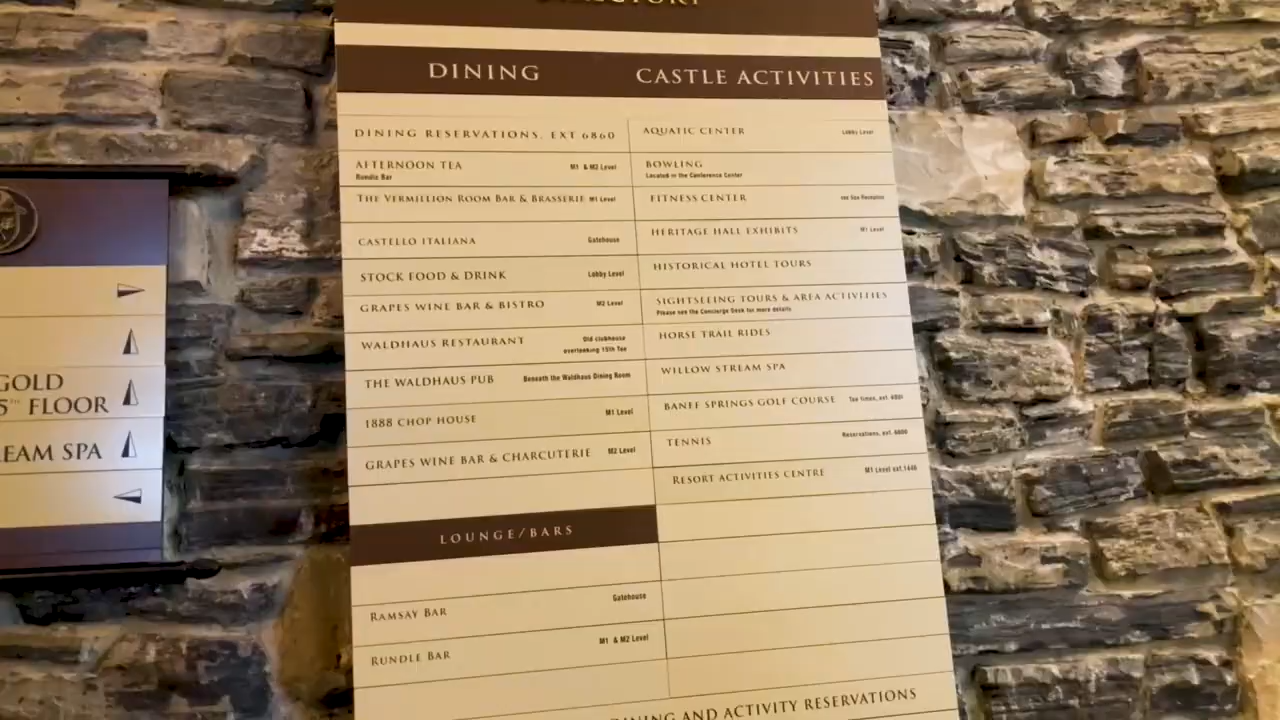 DINING
DINING RESERVATIONS, EXT 6860
AFTERNOON TEA M1 & M2 Level
Rundle Bar
THE VERMILLION ROOM BAR & BRASSERIE M1 Level
CASTELLO ITALIANA Gatehouse
STOCK FOOD & DRINK Lobby Level
GRAPES WINE BAR & BISTRO M2 Level
WALDHAUS RESTAURANT Old clubhouse
overlooking 15th Tee
THE WALDHAUS PUB Beneath the Waldhaus Dining Room
1888 CHOP HOUSE M1 Level
GRAPES WINE BAR & CHARCUTERIE M2 Level
LOUNGE/BARS
RAMSAY BAR Gatehouse
RUNDLE BAR M1 & M2 Level
CASTLE ACTIVITIES
AQUATIC CENTER Lobby Level
BOWLING
Located in the Conference Center
FITNESS CENTER
HERITAGE HALL EXHIBITS M1 Level
HISTORICAL HOTEL TOURS
SIGHTSEEING TOURS & AREA ACTIVITIES
Please see the Concierge Desk for more details
HORSE TRAIL RIDES
WILLOW STREAM SPA
BANFF SPRINGS GOLF COURSE Tee times, ext.
TENNIS Reservations, ext.
RESORT ACTIVITIES CENTRE M1 Level ext.1446
DINING AND ACTIVITY RESERVATIONS
GOLD
5TH FLOOR
EAM SPA